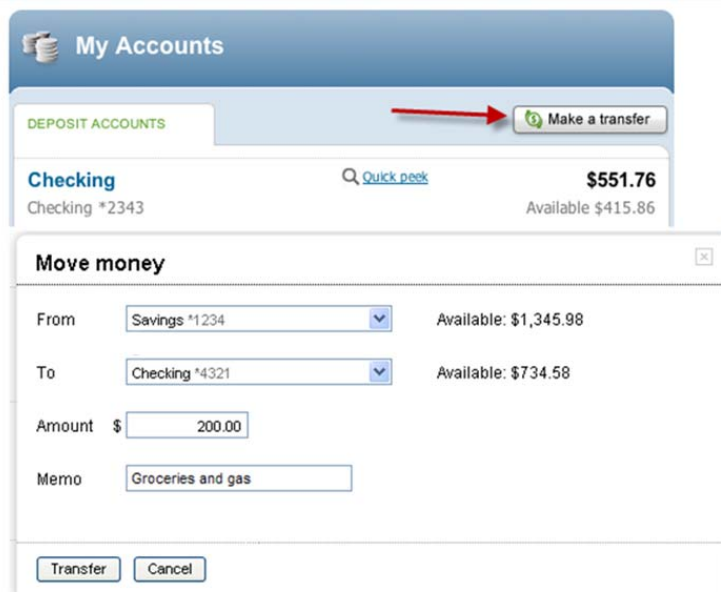 My Accounts
DEPOSIT ACCOUNTS
Make a transfer
Checking Quick peek $551.76
Checking *2343 Available $415.86
Move money
From Savings *1234 Available: $1,345.98
To Checking *4321 Available: $734.58
Amount $ 200.00
Memo Groceries and gas
Transfer Cancel